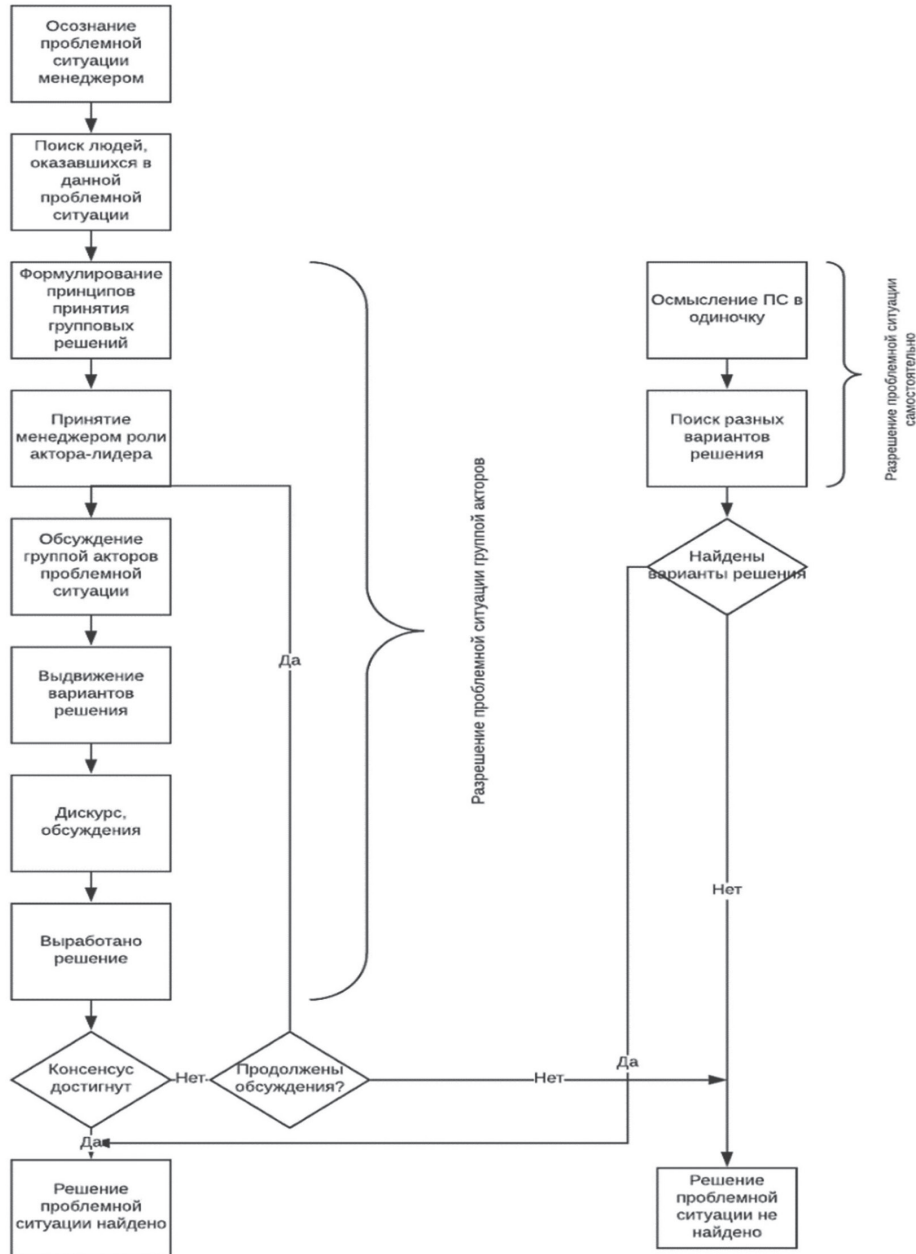 Осознание
проблемной
ситуации
менеджером
Поиск людей,
оказавшихся в
данной
проблемной
ситуации
Формулирование
принципов
принятия
групповых
решений
Принятие
менеджером роли
актора-лидера
Обсуждение
группой акторов
проблемной
ситуации
Выдвижение
вариантов
решения
Дискурс,
обсуждения
Выработано
решение
Консенсус
достигнут
Нет
Продолжены
обсуждения?
Да
Нет
Да
Решение
проблемной
ситуации найдено
Разрешение проблемной ситуации группой акторов
Осмысление ПС в
одиночку
Поиск разных
вариантов
решения
Разрешение проблемной ситуации
самостоятельно
Найдены
варианты решения
Нет
Да
Решение
проблемной
ситуации не
найдено